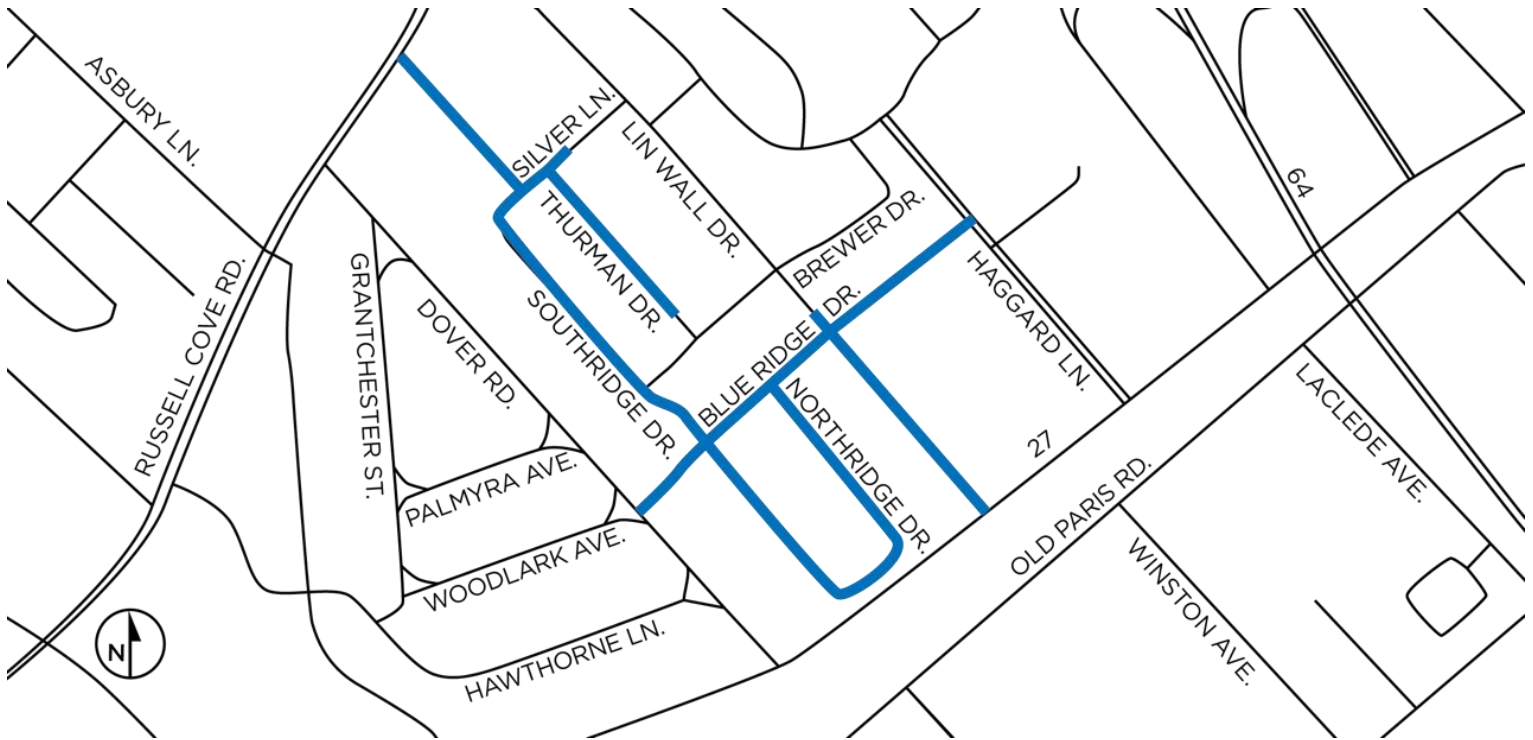 ASBURY LN.
SILVER LN.
LIN WALL DR.
64
THURMAN DR.
BREWER DR.
RUSSELL COVE RD.
GRANTCHESTER ST.
DOVER RD.
SOUTHRIDGE DR.
BLUE RIDGE DR.
HAGGARD LN.
NORTHRIDGE DR.
LACLEDE AVE.
27
PALMYRA AVE.
OLD PARIS RD.
WOODLARK AVE.
WINSTON AVE.
HAWTHORNE LN.
N